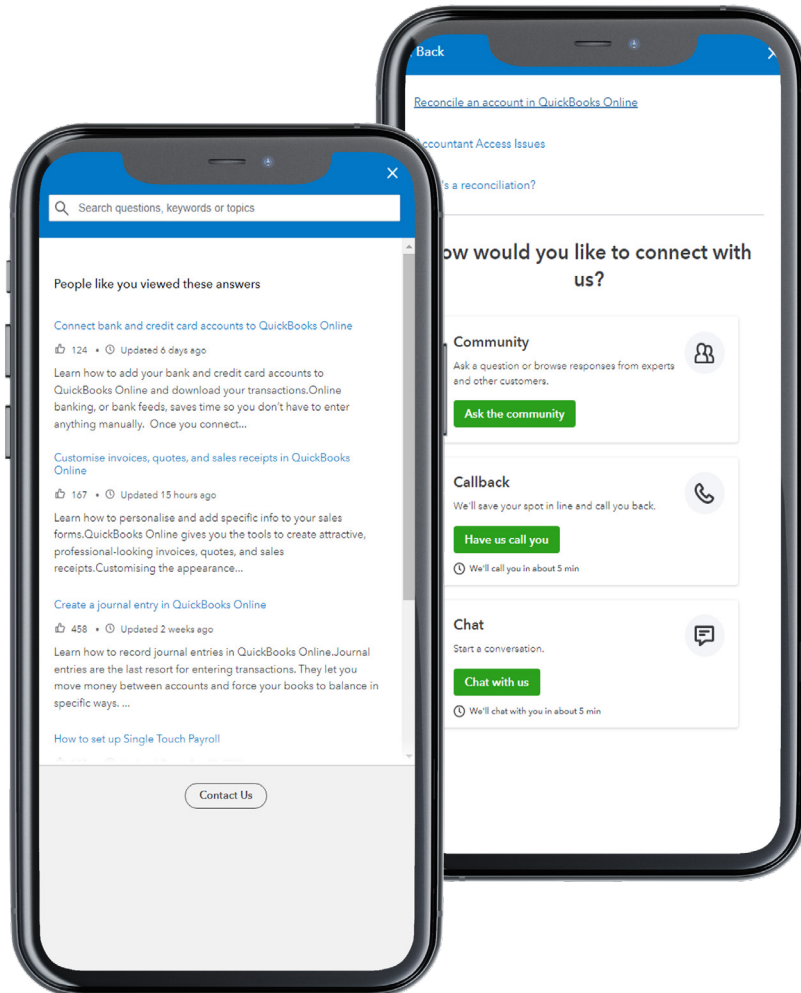 Search questions, keywords or topics
People like you viewed these answers
Connect bank and credit card accounts to QuickBooks Online
124 • Updated 6 days ago
Learn how to add your bank and credit card accounts to
QuickBooks Online and download your transactions.Online
banking, or bank feeds, saves time so you don't have to enter
anything manually. Once you connect...
Customise invoices, quotes, and sales receipts in QuickBooks
Online
167 • Updated 15 hours ago
Learn how to personalise and add specific info to your sales
forms.QuickBooks Online gives you the tools to create attractive,
professional-looking invoices, quotes, and sales
receipts.Customising the appearance...
Create a journal entry in QuickBooks Online
458 • Updated 2 weeks ago
Learn how to record journal entries in QuickBooks Online.Journal
entries are the last resort for entering transactions. They let you
move money between accounts and force your books to balance in
specific ways. ...
How to set up Single Touch Payroll
Contact Us
Back
Reconcile an account in QuickBooks Online
Accountant Access Issues
's a reconciliation?
ow would you like to connect with
us?
Community
Ask a question or browse responses from experts
and other customers.
Ask the community
Callback
We'll save your spot in line and call you back.
Have us call you
We'll call you in about 5 min
Chat
Start a conversation.
Chat with us
We'll chat with you in about 5 min